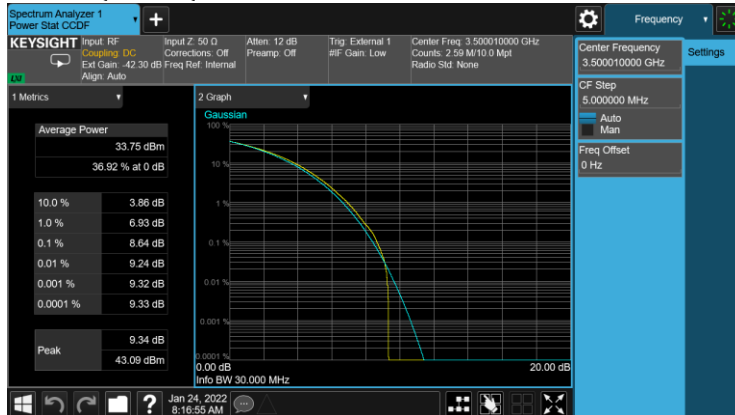 Spectrum Analyzer 1
Power Stat CCDF
Frequency
KEYSIGHT
Input: RF
Coupling: DC
Ext Gain: -42.30 dB
Align: Auto
Input Z: 50 Ω
Corrections: Off
Freq Ref: Internal
Atten: 12 dB
Preamp: Off
Trig: External 1
#IF Gain: Low
Center Freq: 3.500010000 GHz
Counts: 2.59 M/10.0 Mpt
Radio Std: None
LXI
Center Frequency
3.500010000 GHz
Settings
CF Step
5.000000 MHz
Auto
Man
Freq Offset
0 Hz
1 Metrics
Average Power
33.75 dBm
36.92 % at 0 dB
10.0 % 3.86 dB
1.0 % 6.93 dB
0.1 % 8.64 dB
0.01 % 9.24 dB
0.001 % 9.32 dB
0.0001 % 9.33 dB
Peak
9.34 dB
43.09 dBm
2 Graph
Gaussian
100 %
10 %
1 %
0.1 %
0.01 %
0.001 %
0.0001 %
0.00 dB 20.00 dB
Info BW 30.000 MHz
?
Jan 24, 2022
8:16:55 AM